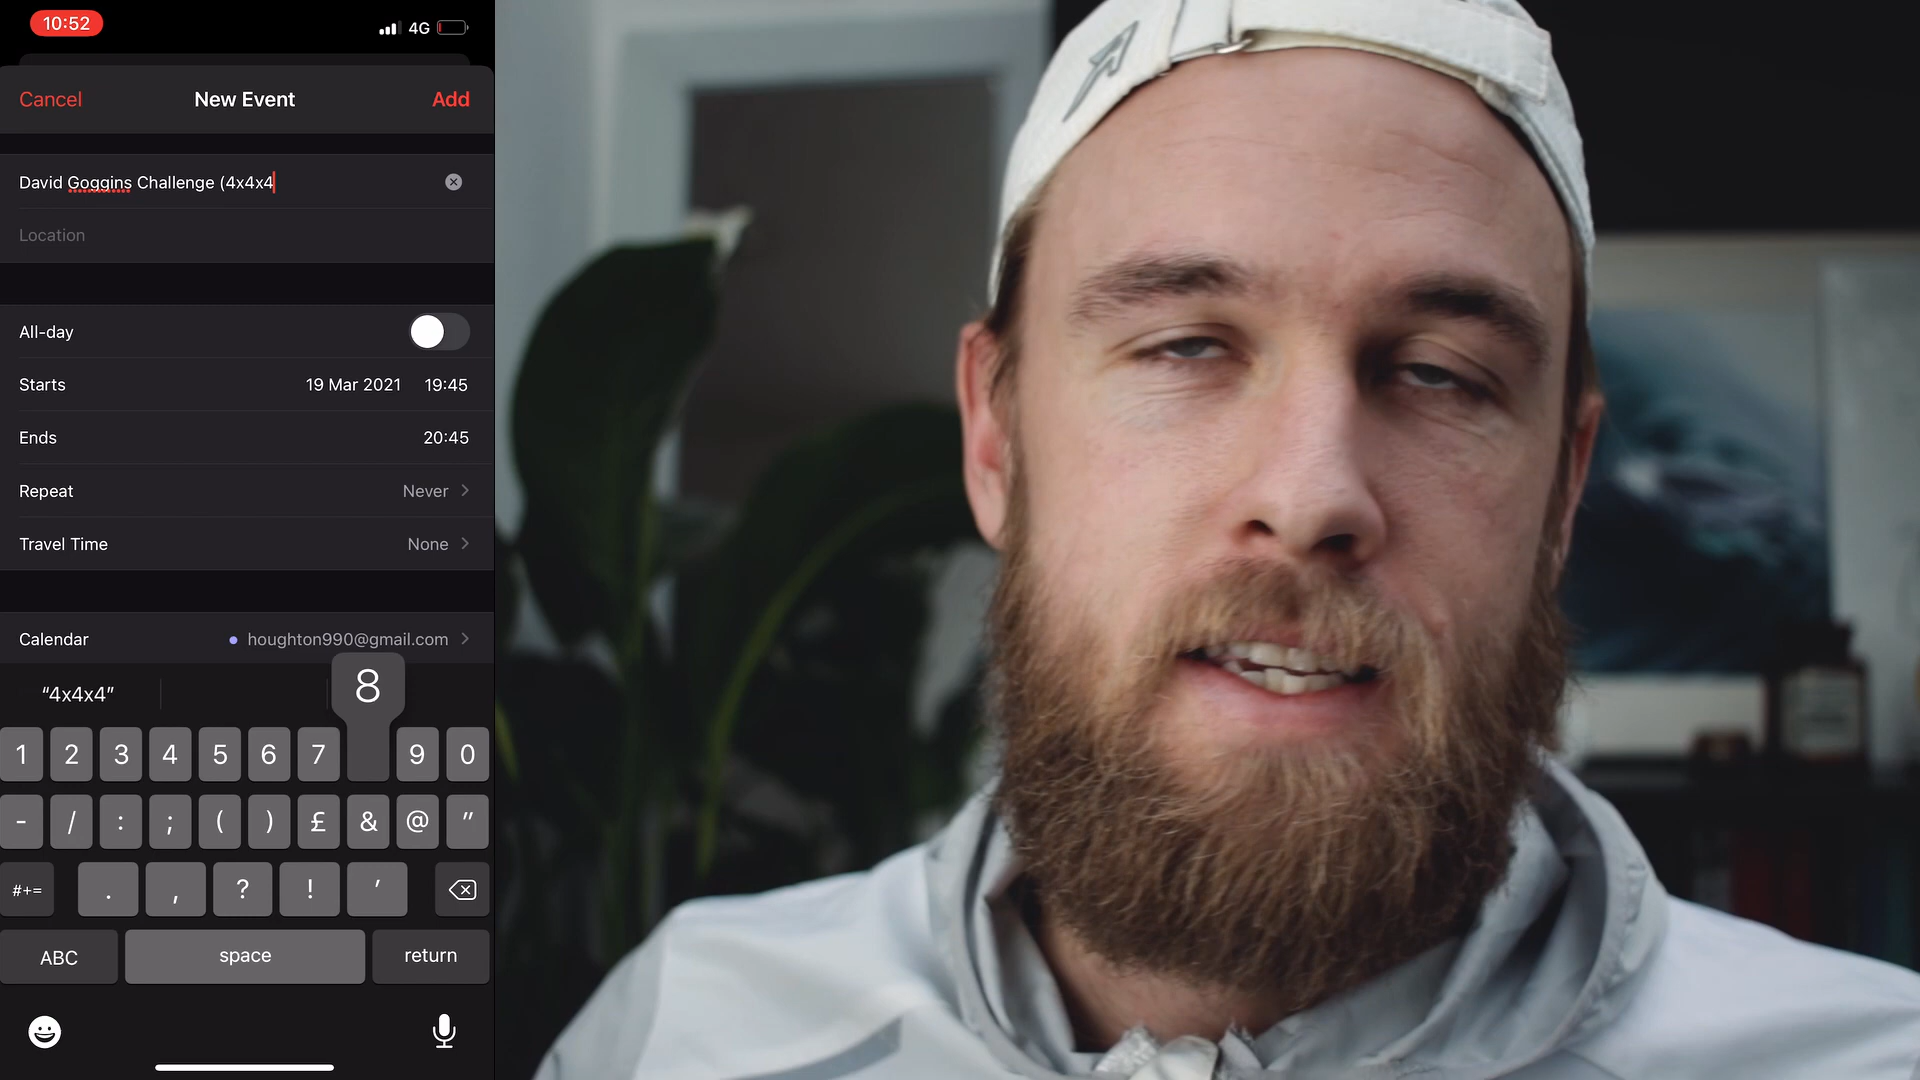 10:52
4G
Cancel New Event Add
David Goggins Challenge (4x4x4
Location
All-day
Starts 19 Mar 2021 19:45
Ends 20:45
Repeat Never
Travel Time None
Calendar houghton990@gmail.com
“4x4x4”
8
1 2 3 4 5 6 7 9 0
- / : ; ( ) £ & @ "
#+= . , ? ! '
ABC space return